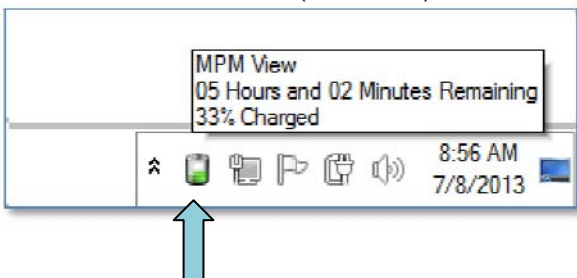 MPM View
05 Hours and 02 Minutes Remaining
33% Charged
8:56 AM
7/8/2013